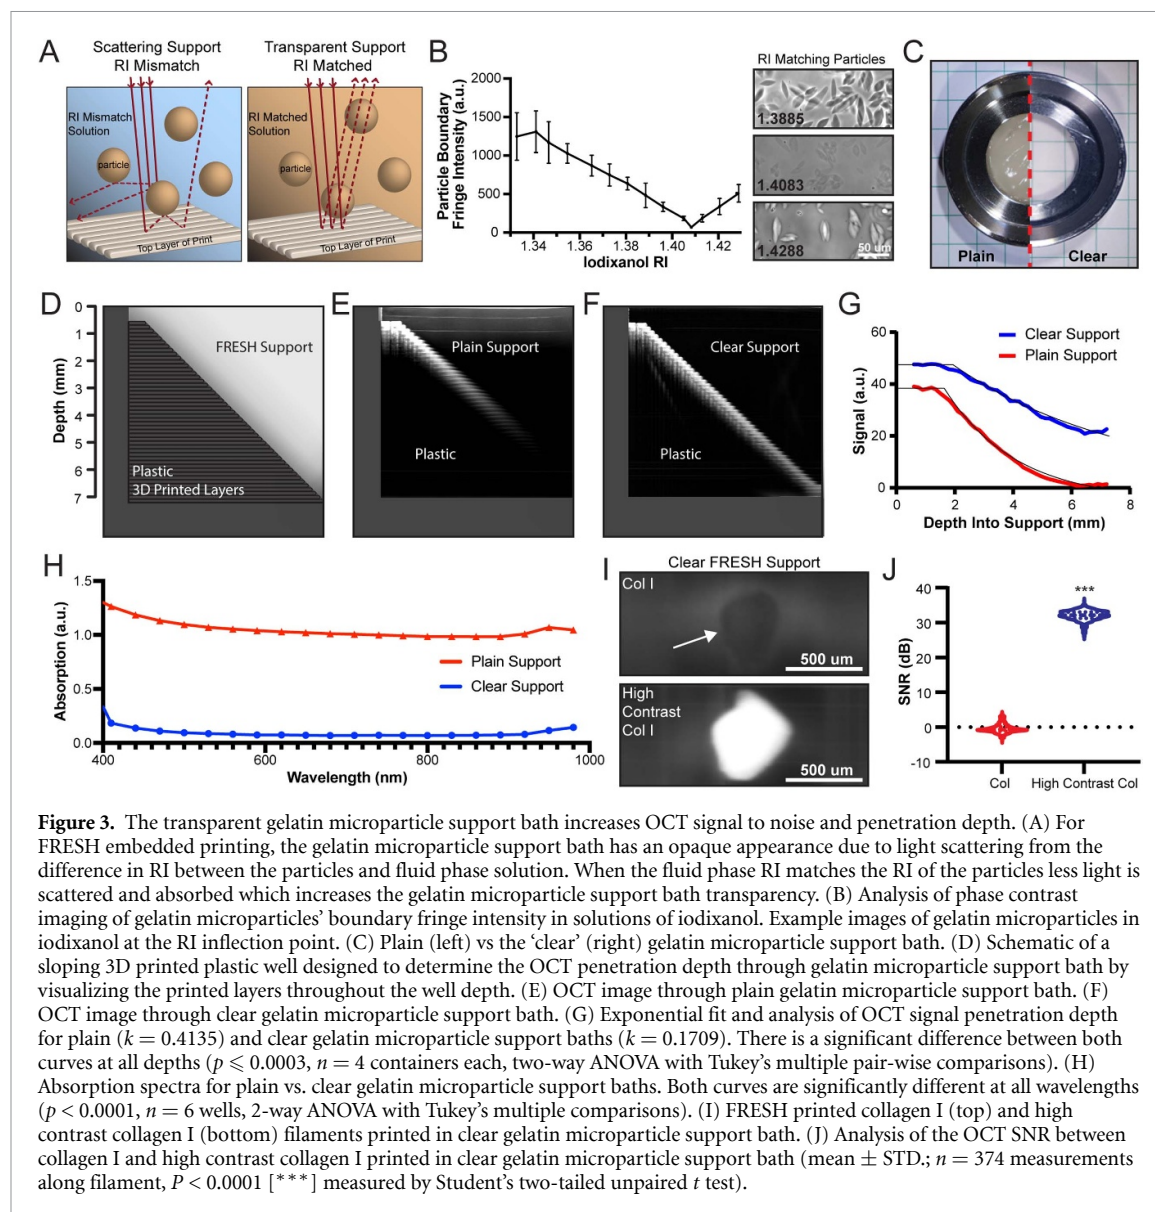 A
Scattering Support
RI Mismatch
Transparent Support
RI Matched
RI Mismatch
Solution
particle
Top Layer of Print
RI Matched
Solution
particle
Top Layer of Print
B
Particle Boundary
Fringe Intensity (a.u.)
2000
1500
1000
500
0
1.34
1.36
1.38
1.40
1.42
Iodixanol RI
RI Matching Particles
1.3885
1.4083
1.4288
50 um
C
Plain
Clear
D
Depth (mm)
0
1
2
3
4
5
6
7
FRESH Support
Plastic
3D Printed Layers
E
Plain Support
Plastic
F
Clear Support
Plastic
G
Signal (a.u.)
60
40
20
0
0
2
4
6
8
Depth Into Support (mm)
Clear Support
Plain Support
H
Absorption (a.u.)
1.5
1.0
0.5
0.0
400
600
800
1000
Wavelength (nm)
Plain Support
Clear Support
I
Clear FRESH Support
Col I
500 um
High
Contrast
Col I
500 um
J
SNR (dB)
40
30
20
10
0
-10
***
Col
High Contrast Col
Figure 3. The transparent gelatin microparticle support bath increases OCT signal to noise and penetration depth. (A) For
FRESH embedded printing, the gelatin microparticle support bath has an opaque appearance due to light scattering from the
difference in RI between the particles and fluid phase solution. When the fluid phase RI matches the RI of the particles less light is
scattered and absorbed which increases the gelatin microparticle support bath transparency. (B) Analysis of phase contrast
imaging of gelatin microparticles' boundary fringe intensity in solutions of iodixanol. Example images of gelatin microparticles in
iodixanol at the RI inflection point. (C) Plain (left) vs the 'clear' (right) gelatin microparticle support bath. (D) Schematic of a
sloping 3D printed plastic well designed to determine the OCT penetration depth through gelatin microparticle support bath by
visualizing the printed layers throughout the well depth. (E) OCT image through plain gelatin microparticle support bath. (F)
OCT image through clear gelatin microparticle support bath. (G) Exponential fit and analysis of OCT signal penetration depth
for plain (k = 0.4135) and clear gelatin microparticle support baths (k = 0.1709). There is a significant difference between both
curves at all depths (p ⩽ 0.0003, n = 4 containers each, two-way ANOVA with Tukey's multiple pair-wise comparisons). (H)
Absorption spectra for plain vs. clear gelatin microparticle support baths. Both curves are significantly different at all wavelengths
(p < 0.0001, n = 6 wells, 2-way ANOVA with Tukey's multiple comparisons). (I) FRESH printed collagen I (top) and high
contrast collagen I (bottom) filaments printed in clear gelatin microparticle support bath. (J) Analysis of the OCT SNR between
collagen I and high contrast collagen I printed in clear gelatin microparticle support bath (mean ± STD.; n = 374 measurements
along filament, P < 0.0001 [***] measured by Student's two-tailed unpaired t test).